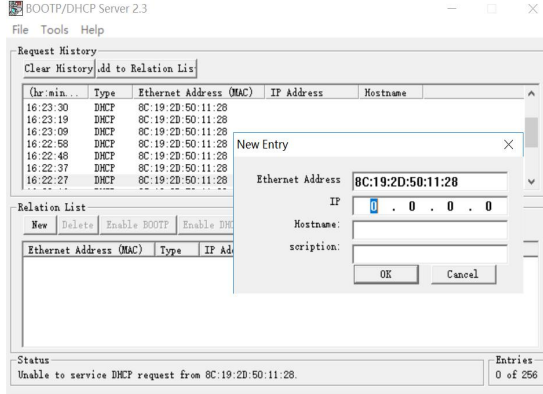 BOOTP/DHCP Server 2.3
File Tools Help
Request History
Clear History dd to Relation Lis
(hr:min... Type Ethernet Address (MAC) IP Address Hostname
16:23:30 DHCP 8C:19:2D:50:11:28
16:23:19 DHCP 8C:19:2D:50:11:28
16:23:09 DHCP 8C:19:2D:50:11:28
16:22:58 DHCP 8C:19:2D:50:11:28
16:22:48 DHCP 8C:19:2D:50:11:28
16:22:37 DHCP 8C:19:2D:50:11:28
16:22:27 DHCP 8C:19:2D:50:11:28
New Entry
Ethernet Address 8C:19:2D:50:11:28
IP 0 . 0 . 0 . 0
Hostname:
scription:
OK Cancel
Relation List
New Delete Enable BOOTP Enable DH
Ethernet Address (MAC) Type IP Ad
Status
Unable to service DHCP request from 8C:19:2D:50:11:28.
Entries
0 of 256